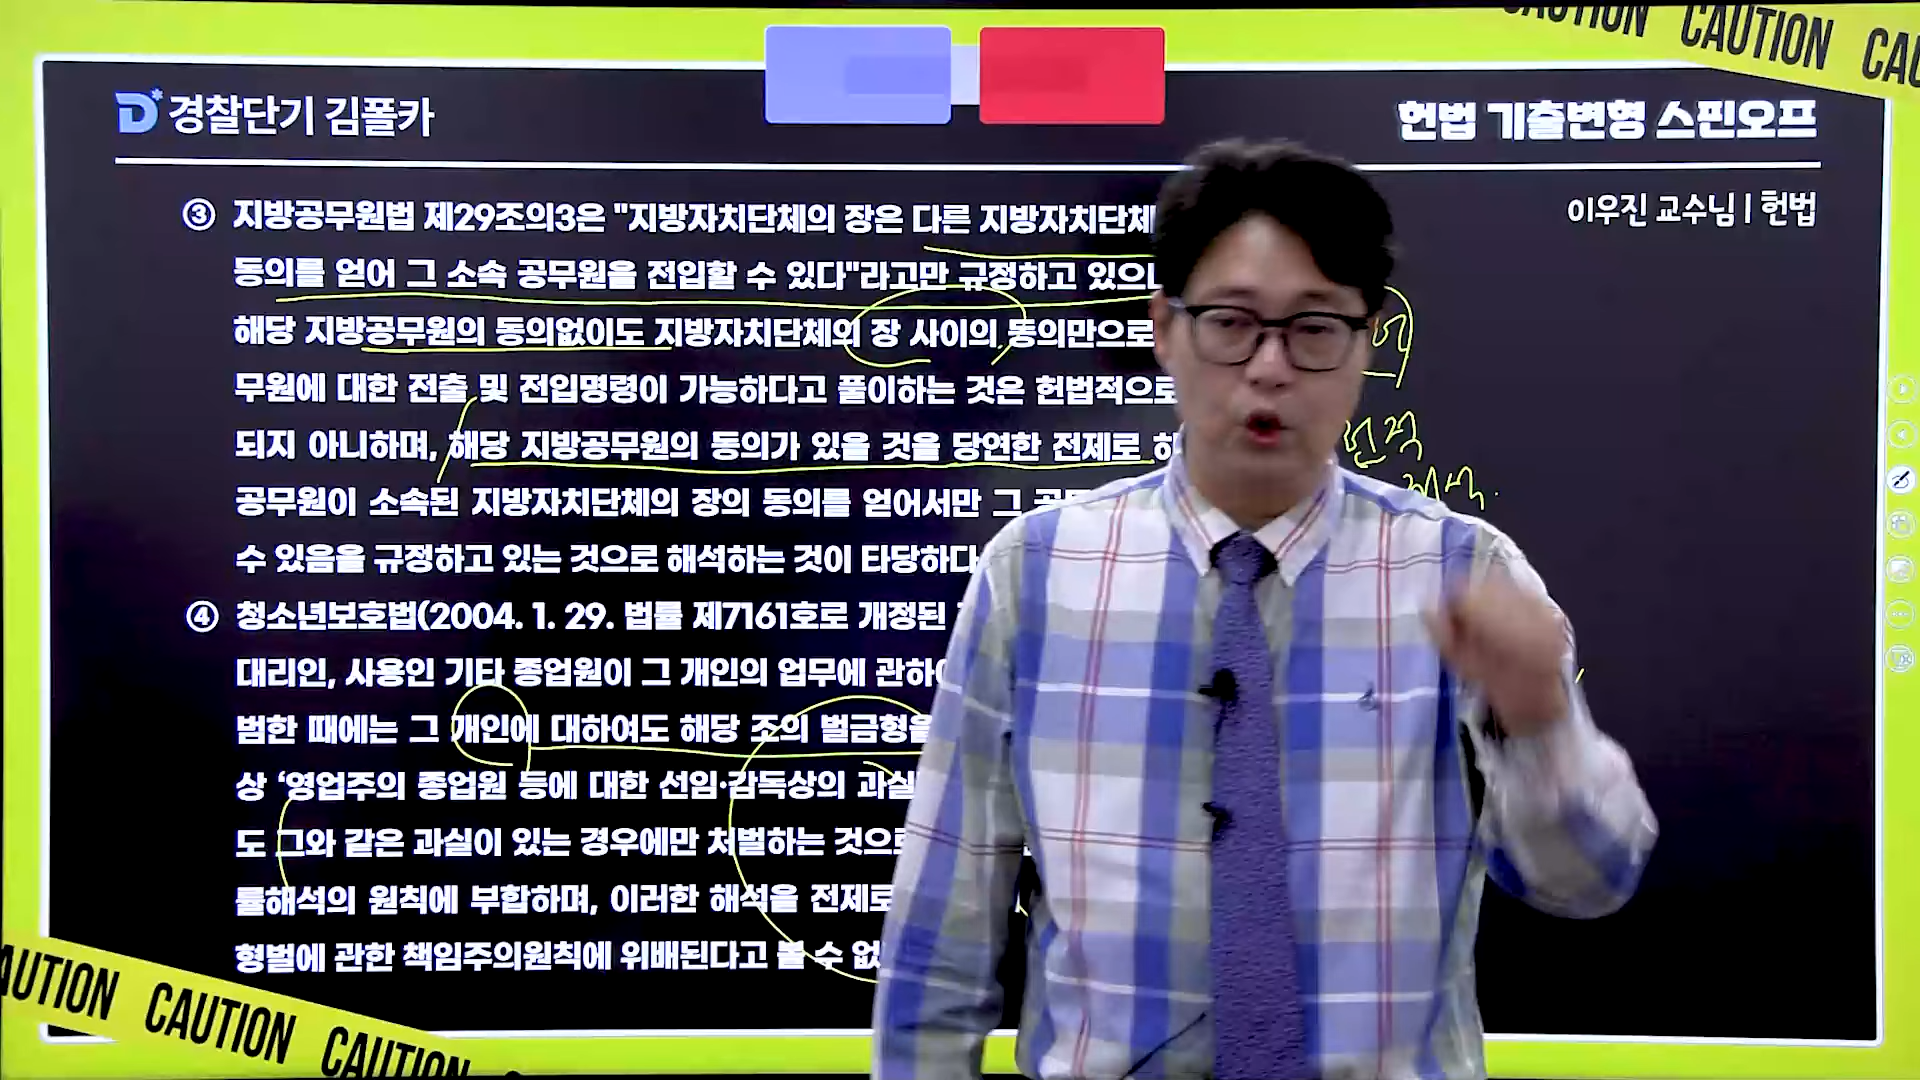 CAUTION CAUTION CAU
경찰단기 김폴카
헌법 기출변형 스핀오프
이우진 교수님 | 헌법
③ 지방공무원법 제29조의3은 "지방자치단체의 장은 다른 지방자치단체
동의를 얻어 그 소속 공무원을 전입할 수 있다"라고만 규정하고
해당 지방공무원의 동의없이도 지방자치단체의 장 사이의 동의만으로
무원에 대한 전출 및 전입명령이 가능하다고 풀이하는 것은 헌법적으로
되지 아니하며, 해당 지방공무원의 동의가 있을 것을 당연한 전제로
공무원이 소속된 지방자치단체의 장의 동의를 얻어서만 그
수 있음을 규정하고 있는 것으로 해석하는 것이 타당하다
④ 청소년보호법(2004. 1. 29. 법률 제7161호로 개정된
대리인, 사용인 기타 종업원이 그 개인의 업무에
범한 때에는 그 개인에 대하여도 해당 조의 벌금형을
상 ‘영업주의 종업원 등에 대한 선임·감독상의 과실
도 그와 같은 과실이 있는 경우에만 처벌하는 것으로
률해석의 원칙에 부합하며, 이러한 해석을 전제로
형벌에 관한 책임주의원칙에 위배된다고 볼 수 없
AUTION CAUTION CAUTION